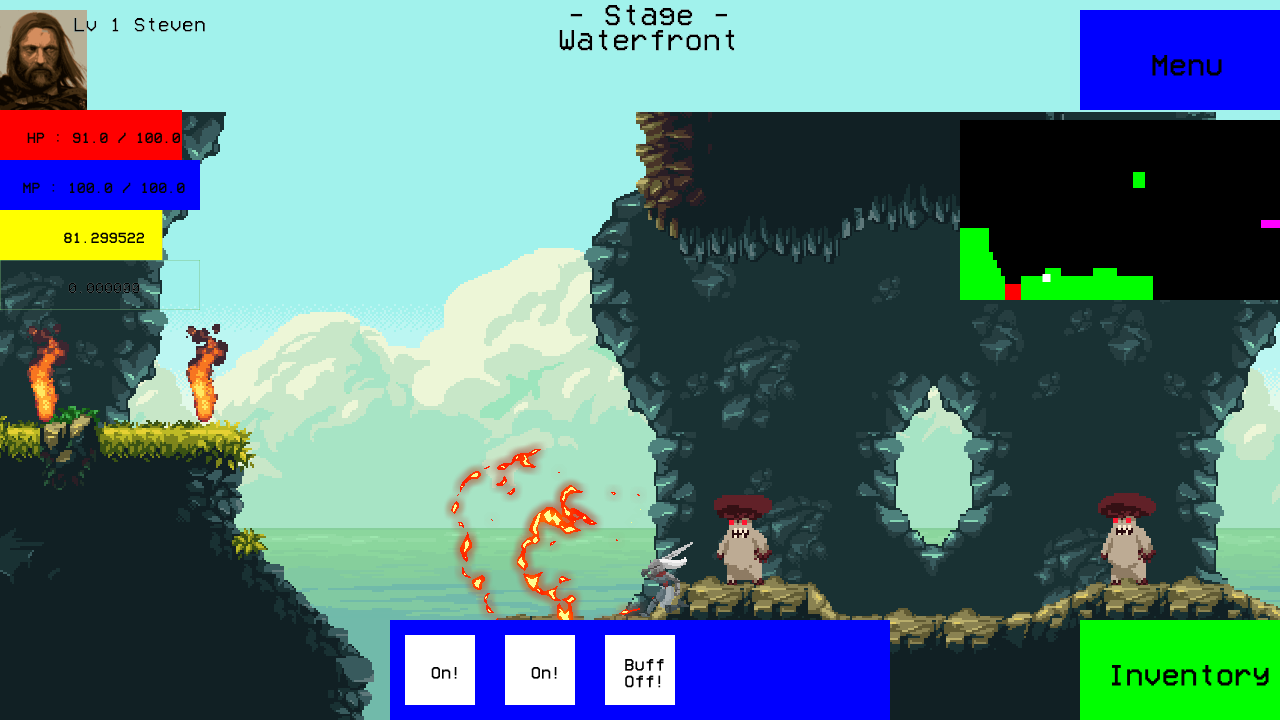 Lv 1 Steven
- Stage -
Waterfront
Menu
HP : 91.0 / 100.0
MP : 100.0 / 100.0
81.299522
On!
On!
Buff
Off!
Inventory